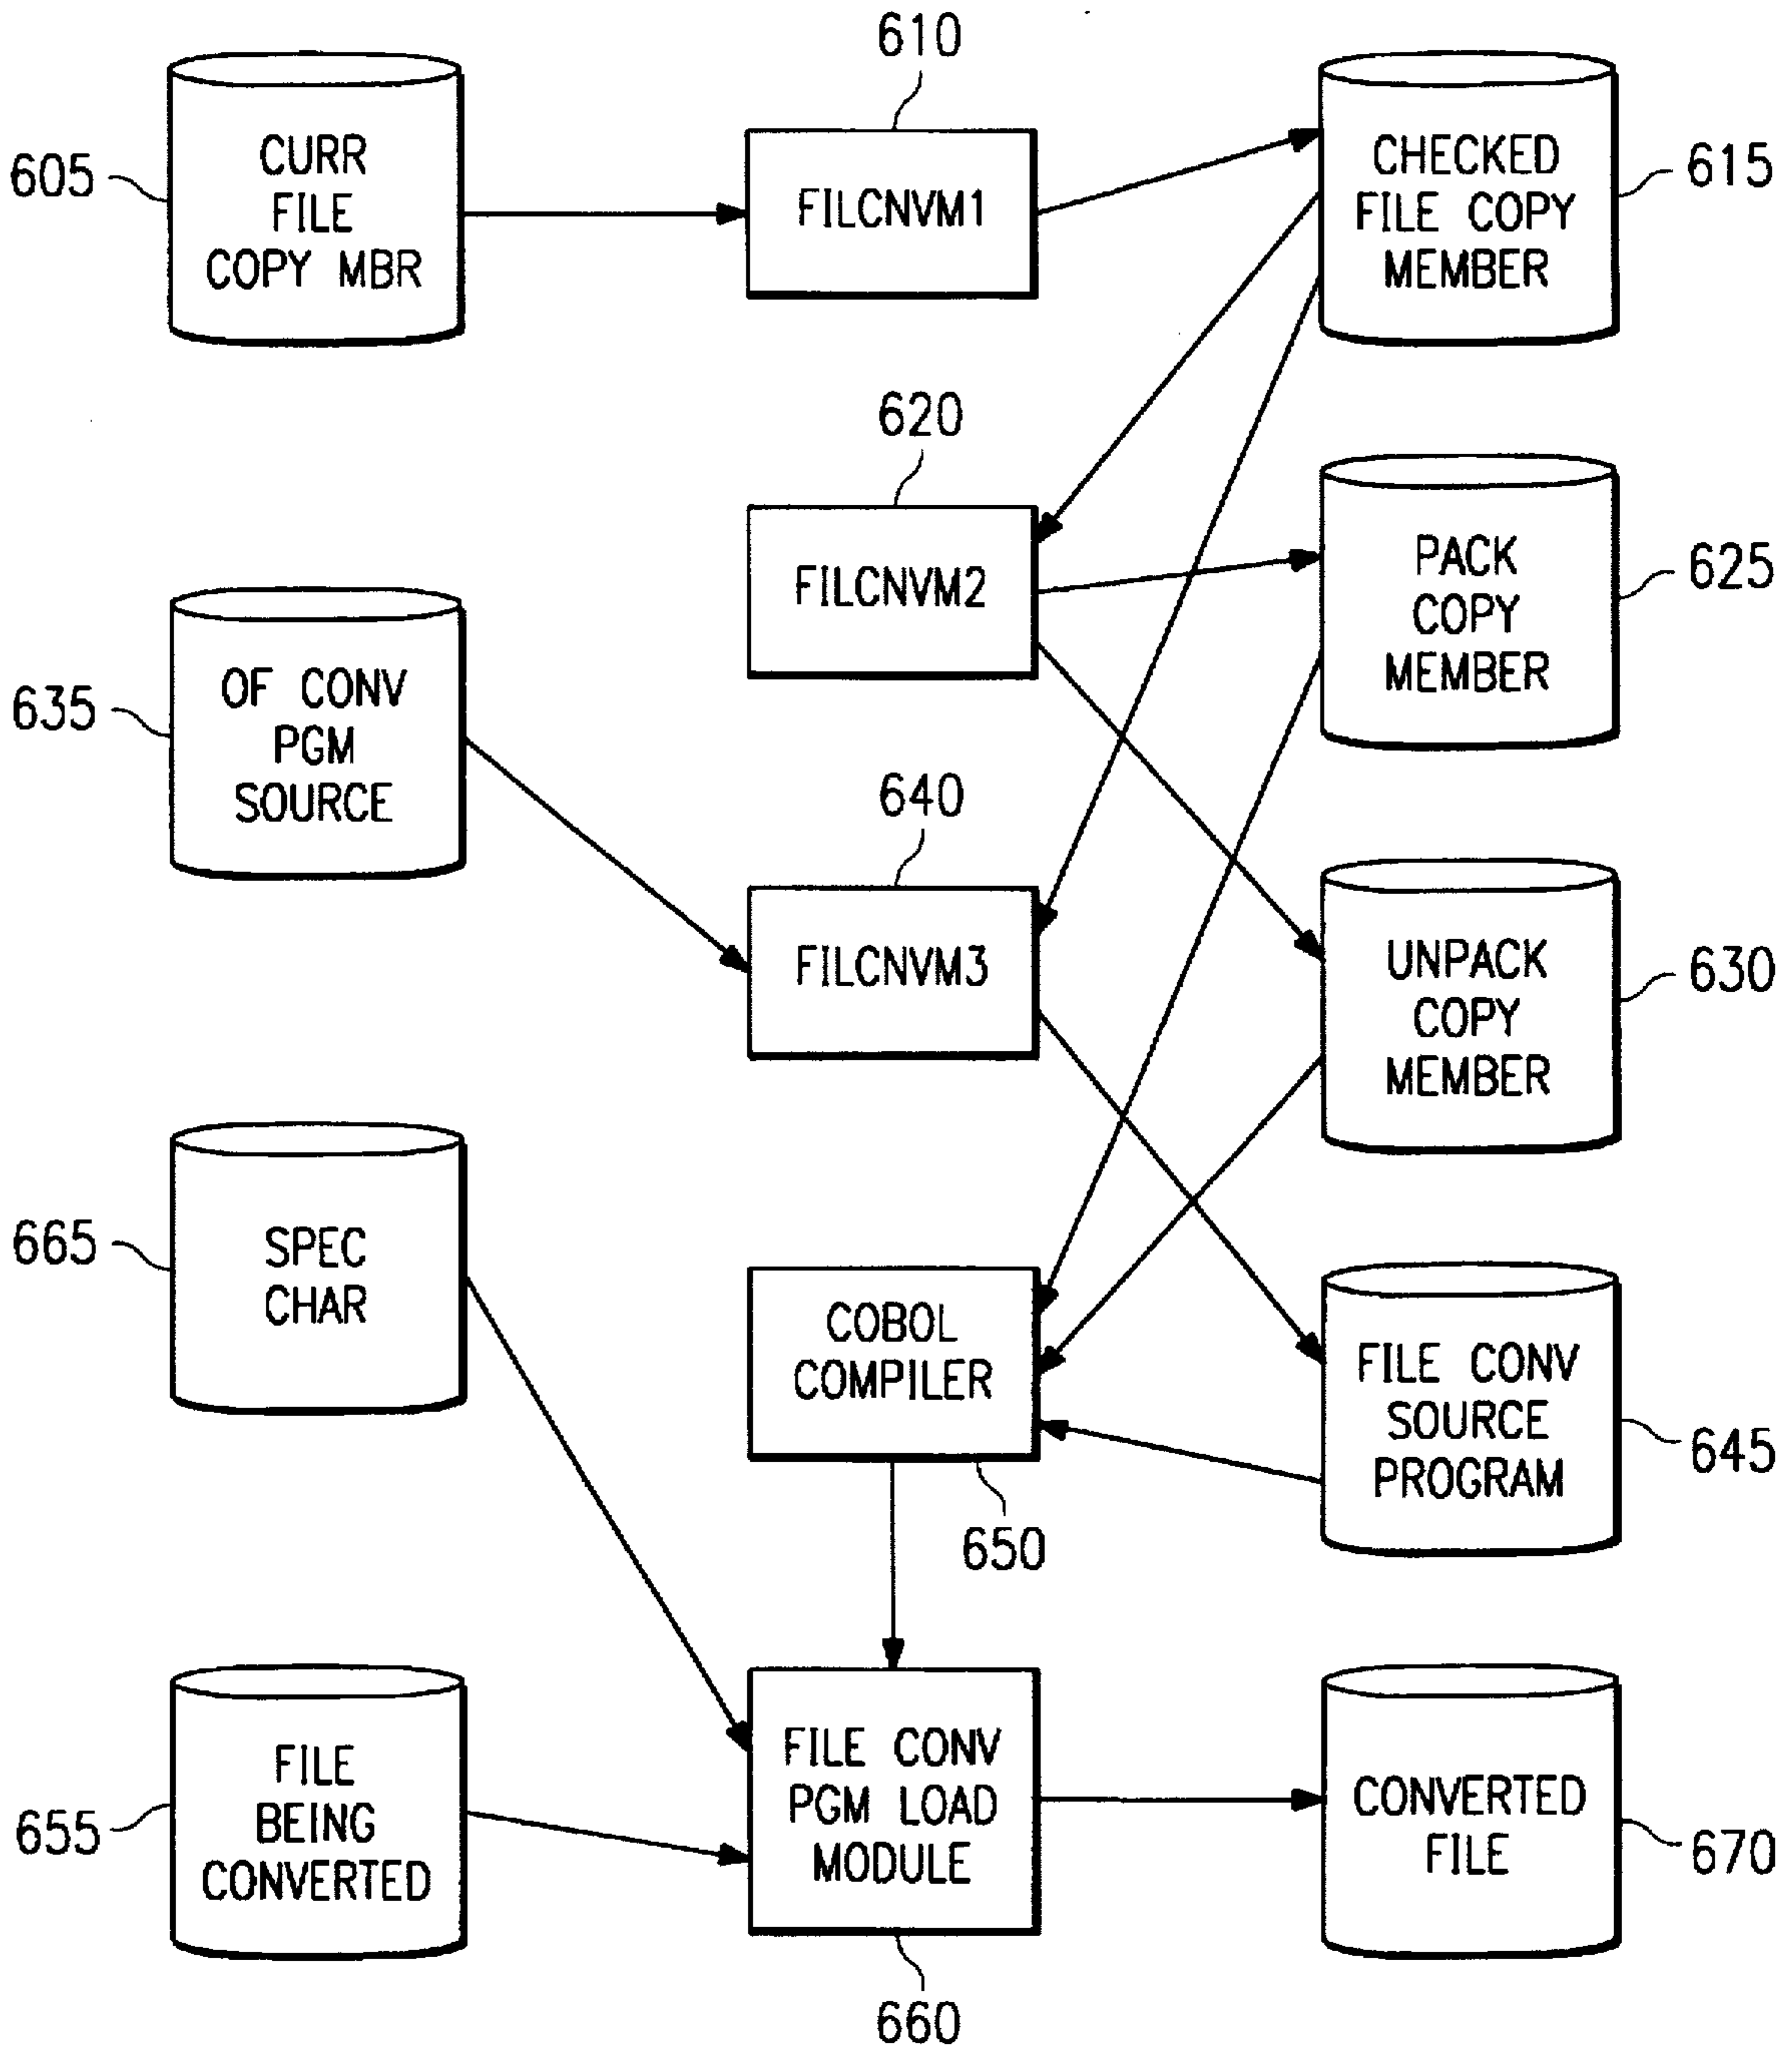 610
CURR
FILE
COPY MBR
605
FILCNVM1
CHECKED
FILE COPY
MEMBER
615
620
FILCNVM2
PACK
COPY
MEMBER
625
OF CONV
PGM
SOURCE
635
640
FILCNVM3
UNPACK
COPY
MEMBER
630
SPEC
CHAR
665
COBOL
COMPILER
650
FILE CONV
SOURCE
PROGRAM
645
FILE
BEING
CONVERTED
655
FILE CONV
PGM LOAD
MODULE
660
CONVERTED
FILE
670